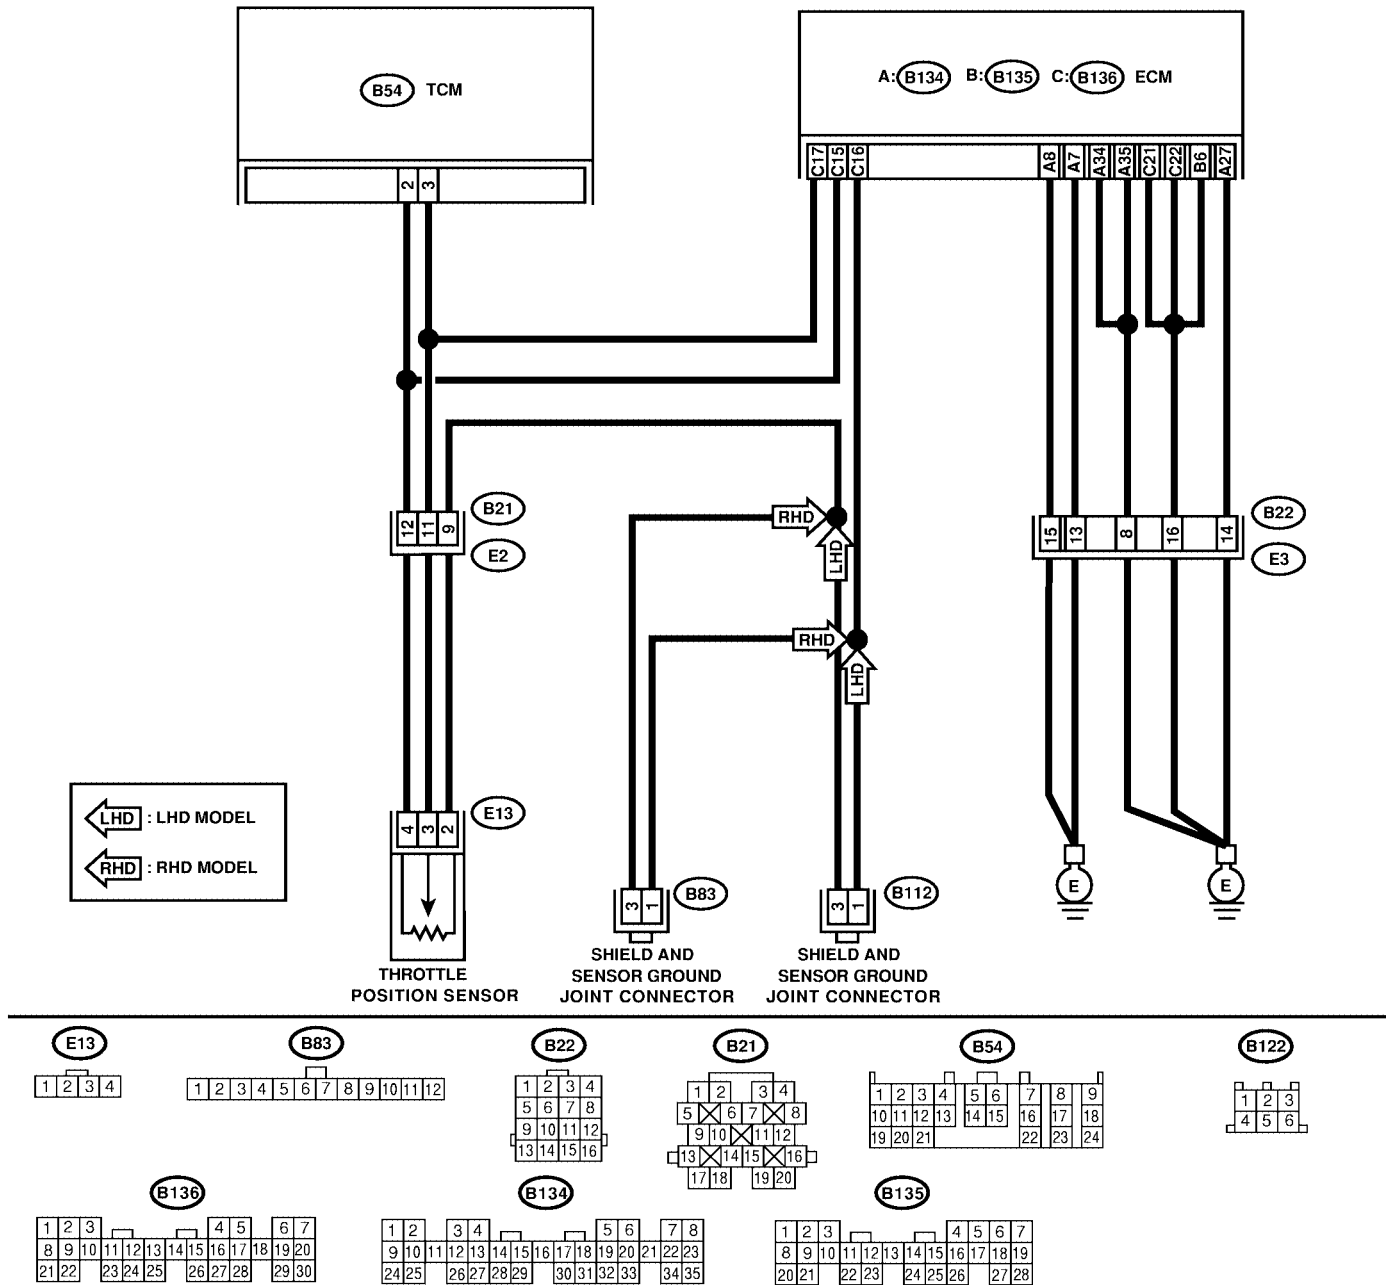 B54 TCM
A: B134 B: B135 C: B136 ECM
2 3
C17 C15 C16 A8 A7 A34 A35 C21 C22 B6 A27
B21
12 11 9
E2
RHD
LHD
B22
15 13 8 16 14
E3
RHD
LHD
LHD : LHD MODEL
RHD : RHD MODEL
E13
4 3 2
B83
3 1
B112
3 1
E
E
THROTTLE
POSITION SENSOR
SHIELD AND
SENSOR GROUND
JOINT CONNECTOR
SHIELD AND
SENSOR GROUND
JOINT CONNECTOR
E13
1 2 3 4
B83
1 2 3 4 5 6 7 8 9 10 11 12
B22
1 2 3 4
5 6 7 8
9 10 11 12
13 14 15 16
B21
1 2 3 4
5 6 7 8
9 10 11 12
13 14 15 16
17 18 19 20
B54
1 2 3 4 5 6 7 8 9
10 11 12 13 14 15 16 17 18
19 20 21 22 23 24
B122
1 2 3
4 5 6
B136
1 2 3 4 5 6 7
8 9 10 11 12 13 14 15 16 17 18 19 20
21 22 23 24 25 26 27 28 29 30
B134
1 2 3 4 5 6 7 8
9 10 11 12 13 14 15 16 17 18 19 20 21 22 23
24 25 26 27 28 29 30 31 32 33 34 35
B135
1 2 3 4 5 6 7
8 9 10 11 12 13 14 15 16 17 18 19
20 21 22 23 24 25 26 27 28